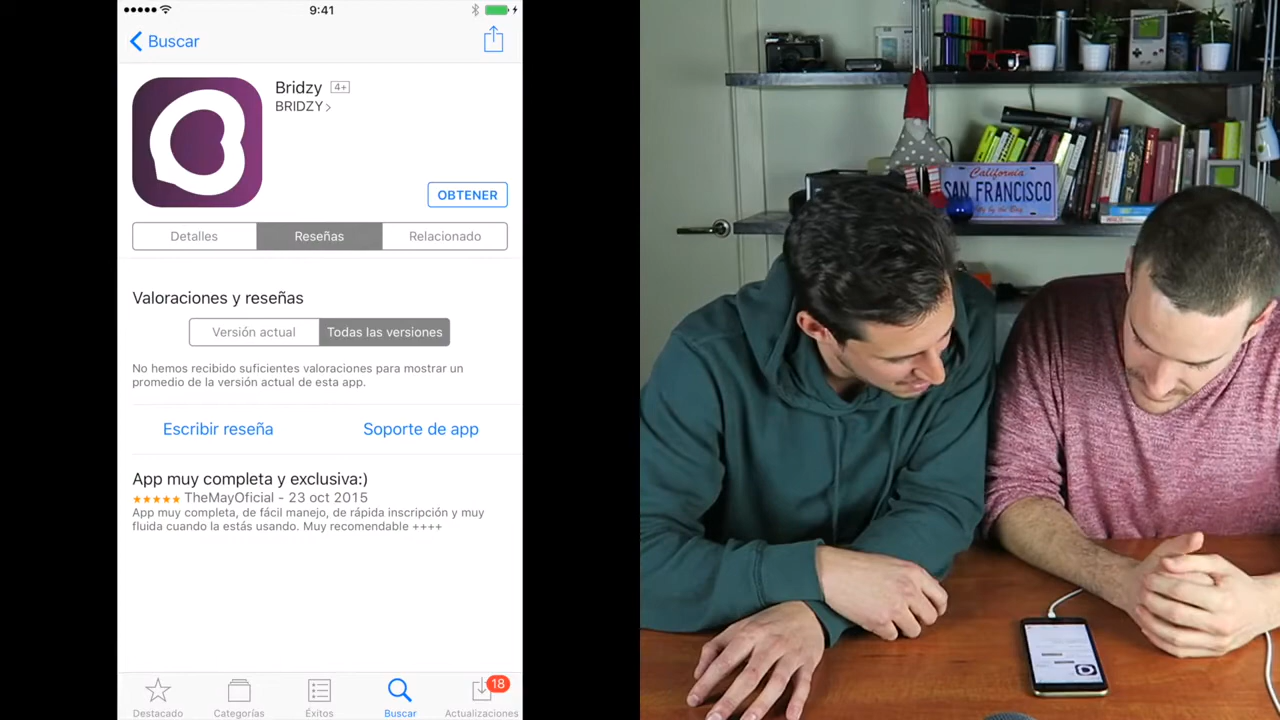 9:41
Buscar
Bridzy 4+
BRIDZY >
OBTENER
Detalles Reseñas Relacionado
Valoraciones y reseñas
Versión actual Todas las versiones
No hemos recibido suficientes valoraciones para mostrar un
promedio de la versión actual de esta app.
Escribir reseña Soporte de app
App muy completa y exclusiva:)
★★★★★ TheMayOficial - 23 oct 2015
App muy completa, de fácil manejo, de rápida inscripción y muy
fluida cuando la estás usando. Muy recomendable ++++
18
Destacado Categorías Éxitos Buscar Actualizaciones
California
SAN FRANCISCO
by the Bay